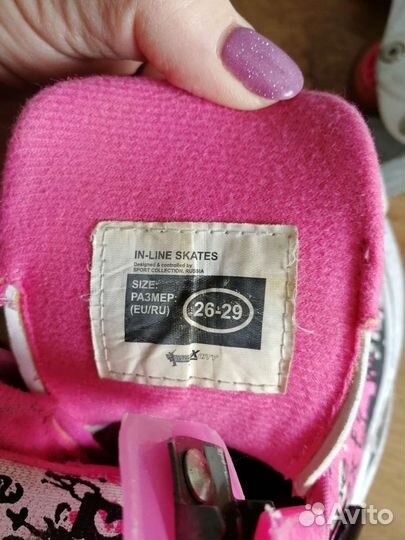 IN-LINE SKATES
Designed & controlled by
SPORT COLLECTION, RUSSIA
SIZE:
РАЗМЕР:
(EU/RU)
26-29
Avito